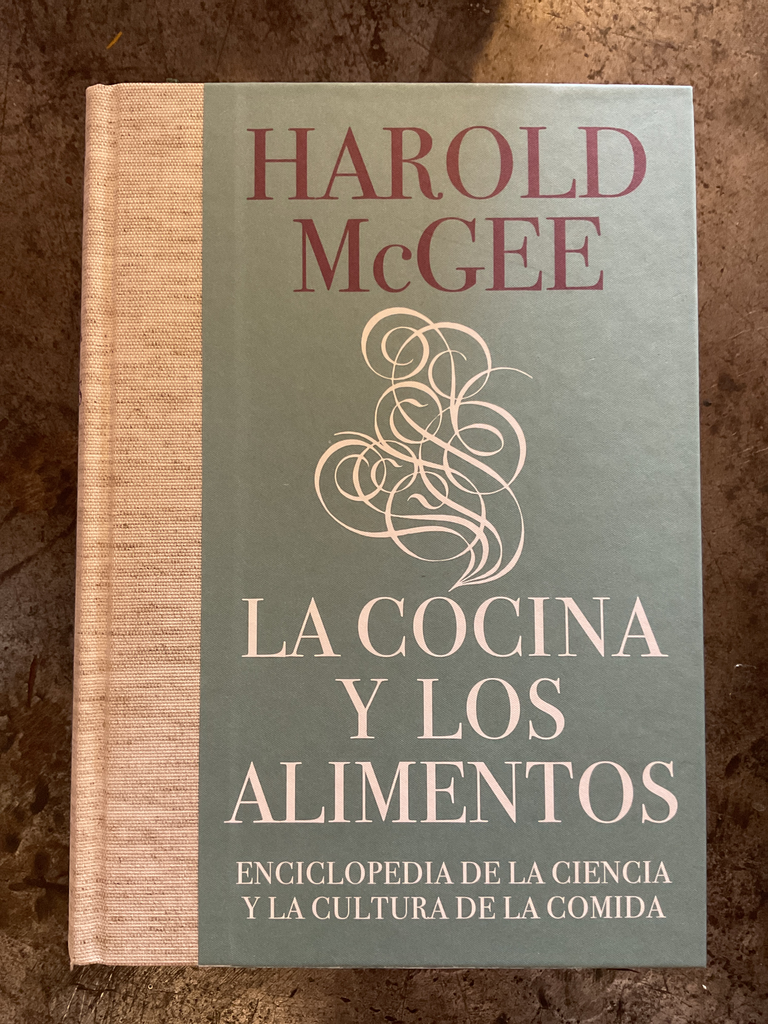 HAROLD
McGEE
LA COCINA
Y LOS
ALIMENTOS
ENCICLOPEDIA DE LA CIENCIA
Y LA CULTURA DE LA COMIDA